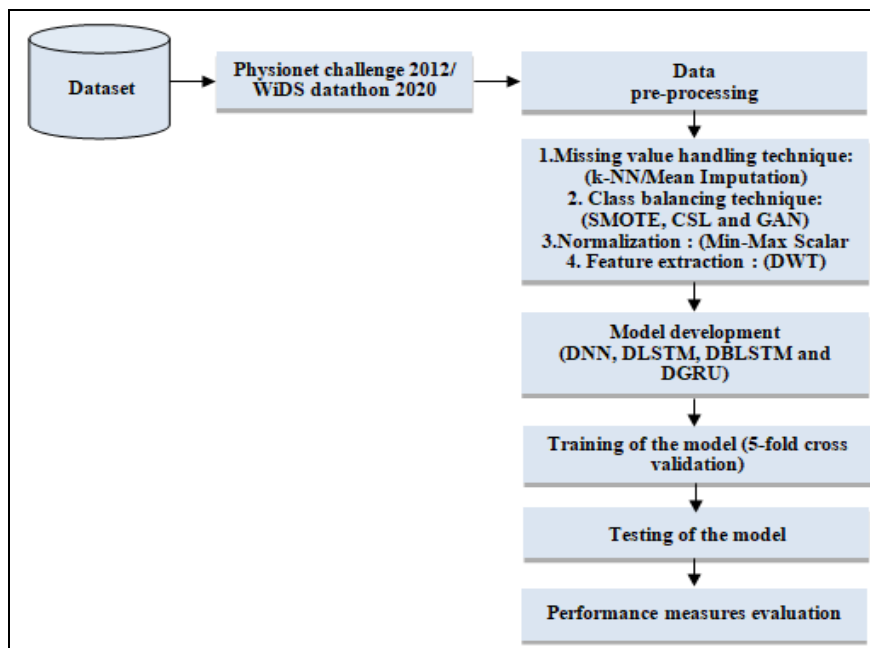 Dataset
Physionet challenge 2012/
WiDS datathon 2020
Data
pre-processing
1.Missing value handling technique:
(k-NN/Mean Imputation)
2. Class balancing technique:
(SMOTE, CSL and GAN)
3.Normalization : (Min-Max Scalar
4. Feature extraction : (DWT)
Model development
(DNN, DLSTM, DBLSTM and
DGRU)
Training of the model (5-fold cross
validation)
Testing of the model
Performance measures evaluation